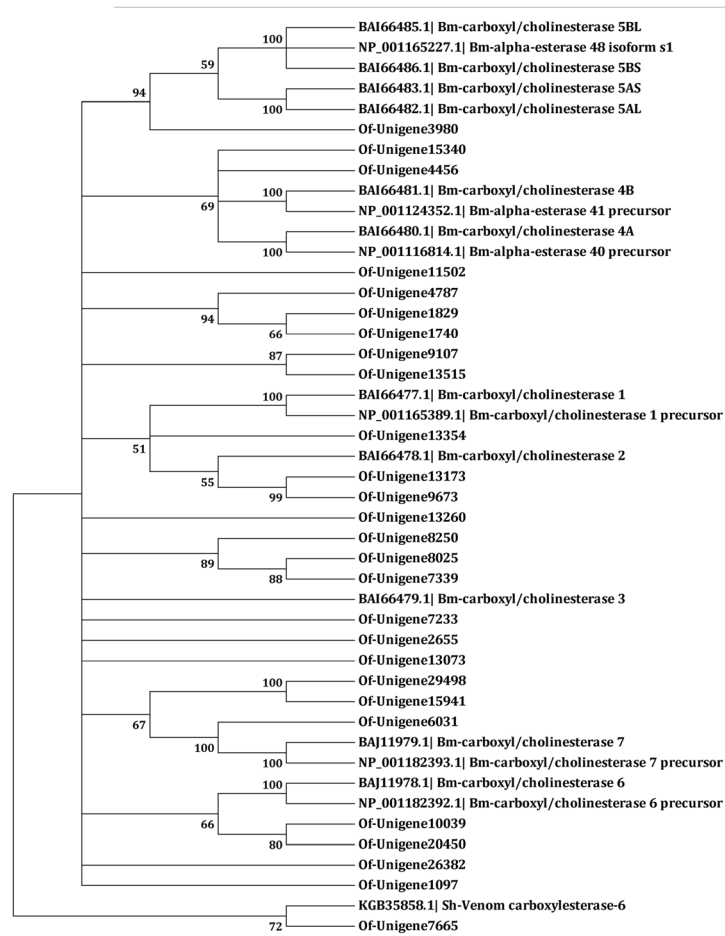 BAI66485.1| Bm-carboxyl/cholinesterase 5BL
100
NP_001165227.1| Bm-alpha-esterase 48 isoform s1
59
BAI66486.1| Bm-carboxyl/cholinesterase 5BS
94
BAI66483.1| Bm-carboxyl/cholinesterase 5AS
100
BAI66482.1| Bm-carboxyl/cholinesterase 5AL
Of-Unigene3980
Of-Unigene15340
Of-Unigene4456
100
BAI66481.1| Bm-carboxyl/cholinesterase 4B
69
NP_001124352.1| Bm-alpha-esterase 41 precursor
BAI66480.1| Bm-carboxyl/cholinesterase 4A
100
NP_001116814.1| Bm-alpha-esterase 40 precursor
Of-Unigene11502
Of-Unigene4787
94
Of-Unigene1829
66
Of-Unigene1740
87
Of-Unigene9107
Of-Unigene13515
100
BAI66477.1| Bm-carboxyl/cholinesterase 1
NP_001165389.1| Bm-carboxyl/cholinesterase 1 precursor
Of-Unigene13354
51
BAI66478.1| Bm-carboxyl/cholinesterase 2
55
Of-Unigene13173
99
Of-Unigene9673
Of-Unigene13260
Of-Unigene8250
89
Of-Unigene8025
88
Of-Unigene7339
BAI66479.1| Bm-carboxyl/cholinesterase 3
Of-Unigene7233
Of-Unigene2655
Of-Unigene13073
100
Of-Unigene29498
Of-Unigene15941
67
Of-Unigene6031
100
BAJ11979.1| Bm-carboxyl/cholinesterase 7
100
NP_001182393.1| Bm-carboxyl/cholinesterase 7 precursor
100
BAJ11978.1| Bm-carboxyl/cholinesterase 6
NP_001182392.1| Bm-carboxyl/cholinesterase 6 precursor
66
Of-Unigene10039
80
Of-Unigene20450
Of-Unigene26382
Of-Unigene1097
KGB35858.1| Sh-Venom carboxylesterase-6
72
Of-Unigene7665